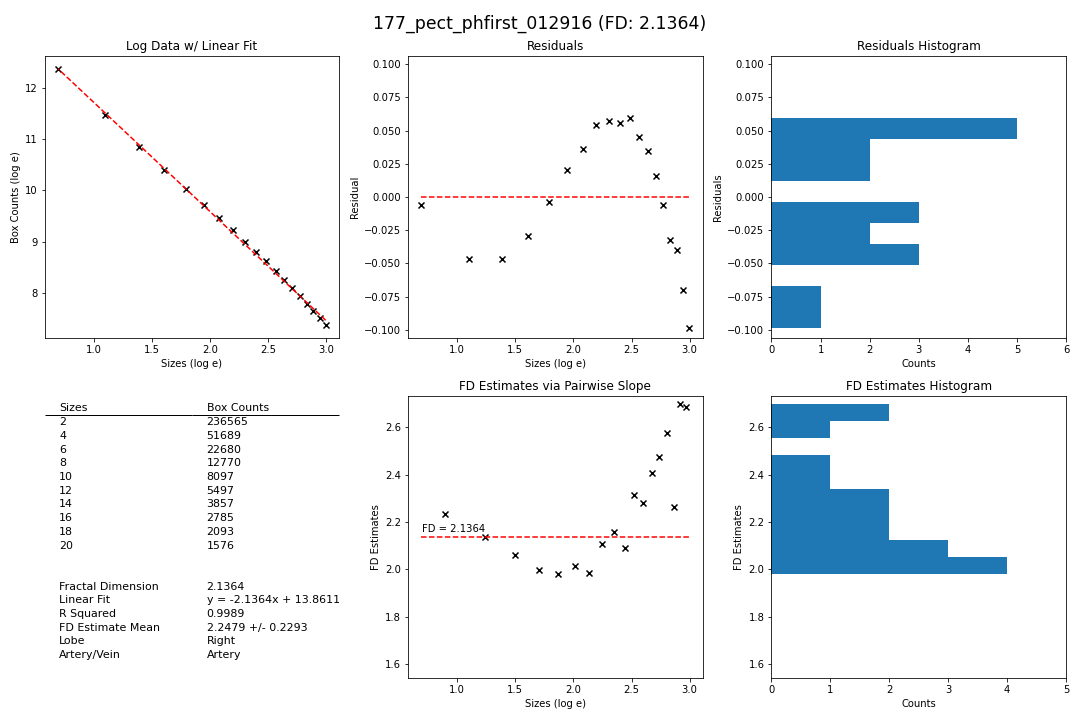 177_pect_phfirst_012916 (FD: 2.1364)
Log Data w/ Linear Fit
12
11
10
9
8
Box Counts (log e)
1.0 1.5 2.0 2.5 3.0
Sizes (log e)
Residuals
0.100
0.075
0.050
0.025
0.000
−0.025
−0.050
−0.075
−0.100
Residual
1.0 1.5 2.0 2.5 3.0
Sizes (log e)
Residuals Histogram
0.100
0.075
0.050
0.025
0.000
−0.025
−0.050
−0.075
−0.100
Residuals
0 1 2 3 4 5 6
Counts
Sizes Box Counts
2 236565
4 51689
6 22680
8 12770
10 8097
12 5497
14 3857
16 2785
18 2093
20 1576
Fractal Dimension 2.1364
Linear Fit y = -2.1364x + 13.8611
R Squared 0.9989
FD Estimate Mean 2.2479 +/- 0.2293
Lobe Right
Artery/Vein Artery
FD Estimates via Pairwise Slope
2.6
2.4
2.2
2.0
1.8
1.6
FD Estimates
FD = 2.1364
1.0 1.5 2.0 2.5 3.0
Sizes (log e)
FD Estimates Histogram
2.6
2.4
2.2
2.0
1.8
1.6
FD Estimates
0 1 2 3 4 5
Counts